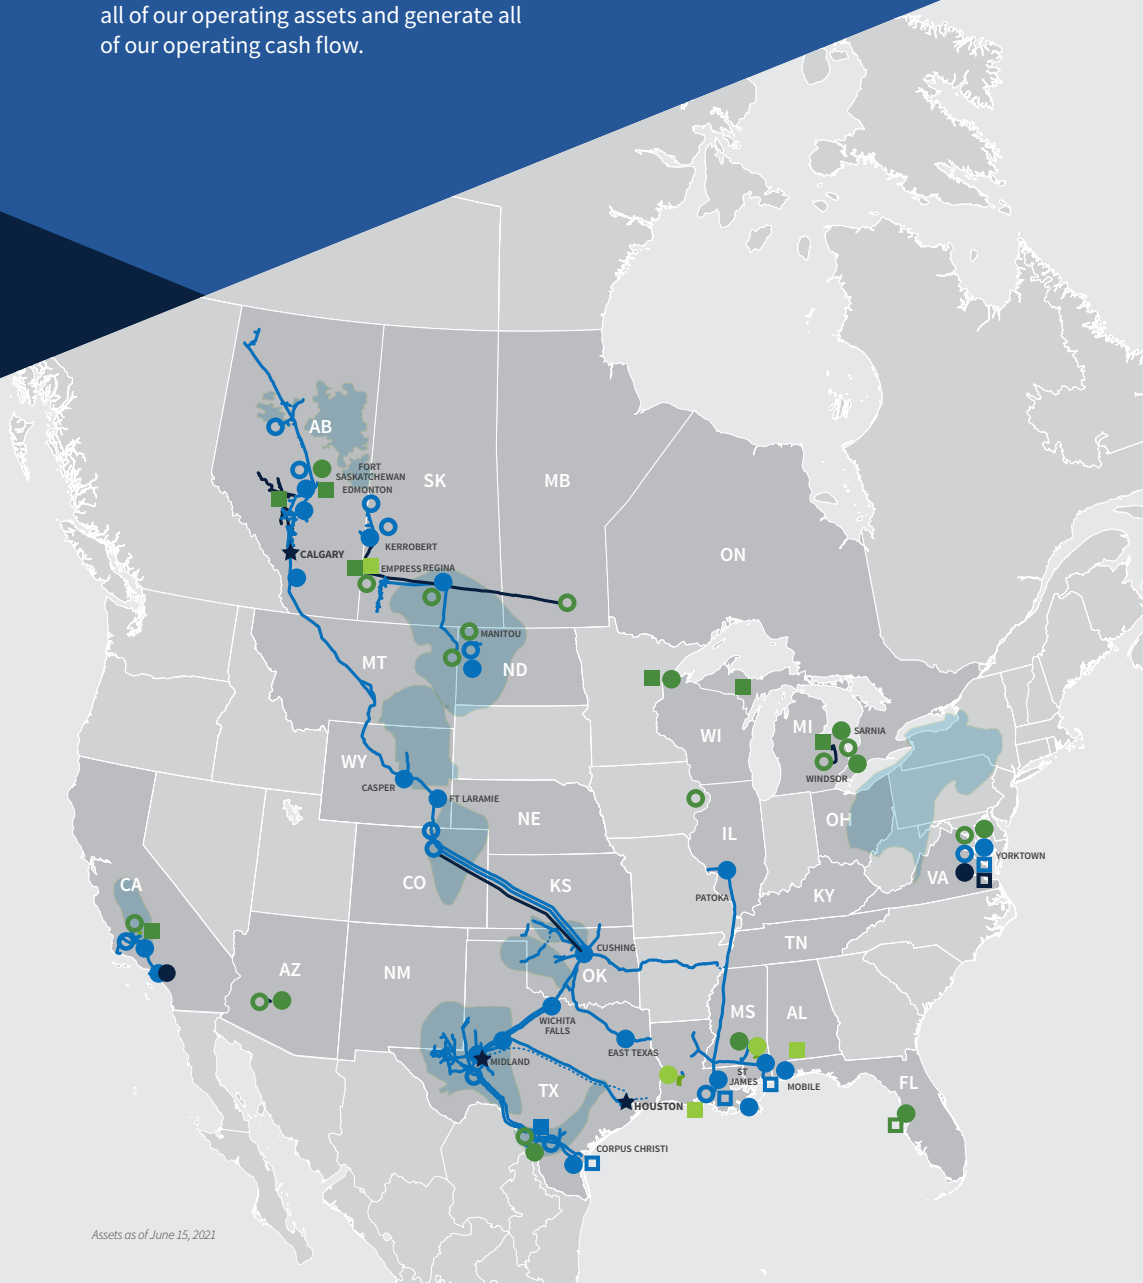 all of our operating assets and generate all
of our operating cash flow.
AB
FORT
SASKATCHEWAN
EDMONTON
SK
MB
ON
KERROBERT
CALGARY
EMPRESS
REGINA
MANITOU
MT
ND
WI
MI
SARNIA
WINDSOR
WY
CASPER
FT LARAMIE
NE
IL
OH
YORKTOWN
VA
CA
CO
KS
PATOKA
KY
TN
CUSHING
OK
AZ
NM
WICHITA
FALLS
EAST TEXAS
MS
AL
MIDLAND
TX
HOUSTON
ST
JAMES
MOBILE
FL
CORPUS CHRISTI
Assets as of June 15, 2021